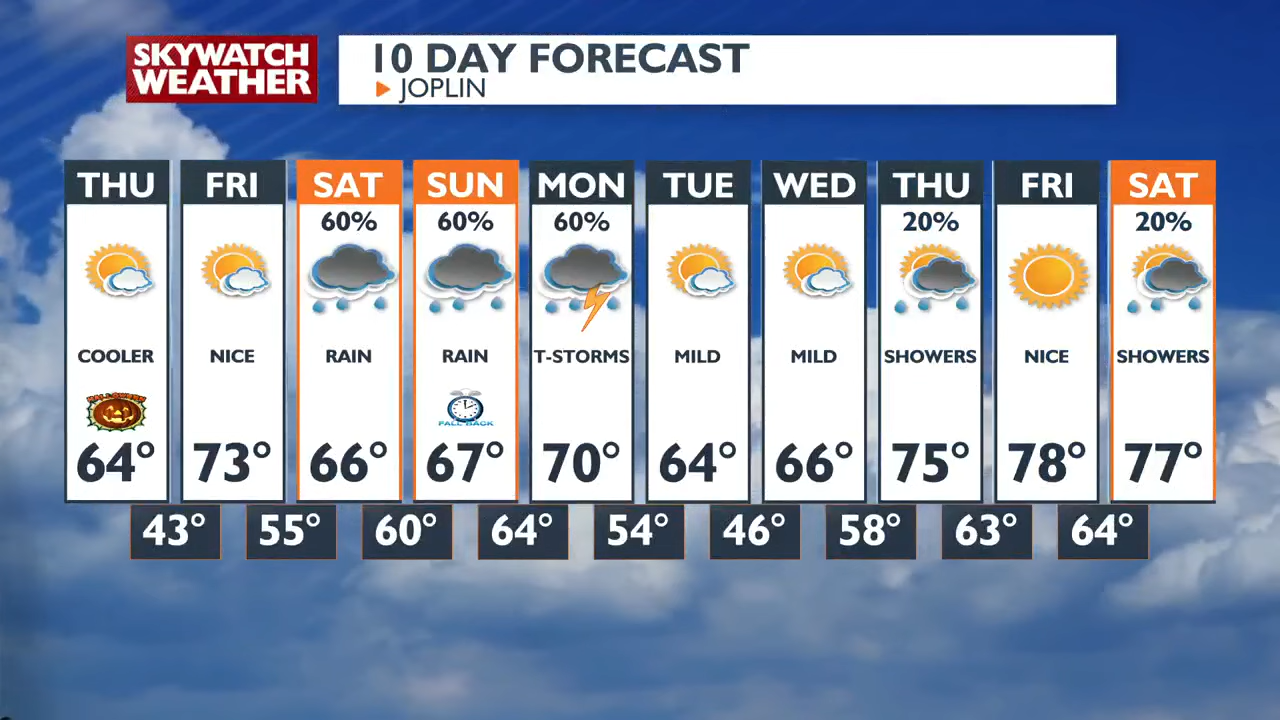 SKYWATCH
WEATHER
10 DAY FORECAST
JOPLIN
THU FRI SAT SUN MON TUE WED THU FRI SAT
60% 60% 60% 20% 20%
COOLER NICE RAIN RAIN T-STORMS MILD MILD SHOWERS NICE SHOWERS
HALLOWEEN
FALL BACK
64° 73° 66° 67° 70° 64° 66° 75° 78° 77°
43° 55° 60° 64° 54° 46° 58° 63° 64°